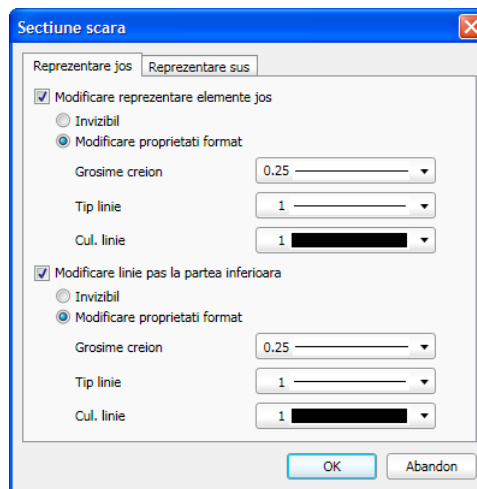 Sectiune scara
Reprezentare jos Reprezentare sus
Modificare reprezentare elemente jos
Invizibil
Modificare proprietati format
Grosime creion 0.25
Tip linie 1
Cul. linie 1
Modificare linie pas la partea inferioara
Invizibil
Modificare proprietati format
Grosime creion 0.25
Tip linie 1
Cul. linie 1
OK Abandon